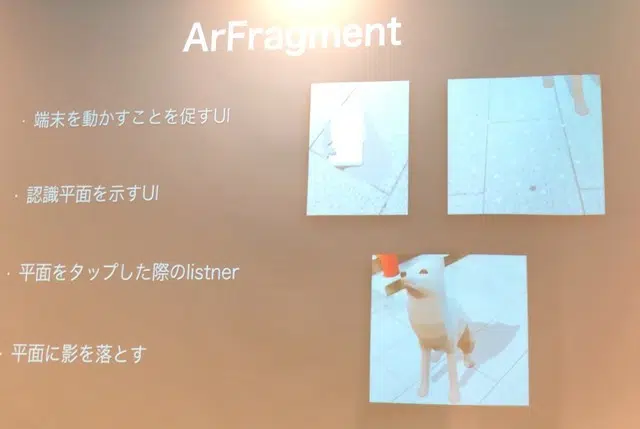 ArFragment
・端末を動かすことを促すUI
・認識平面を示すUI
・平面をタップした際のlistner
・平面に影を落とす